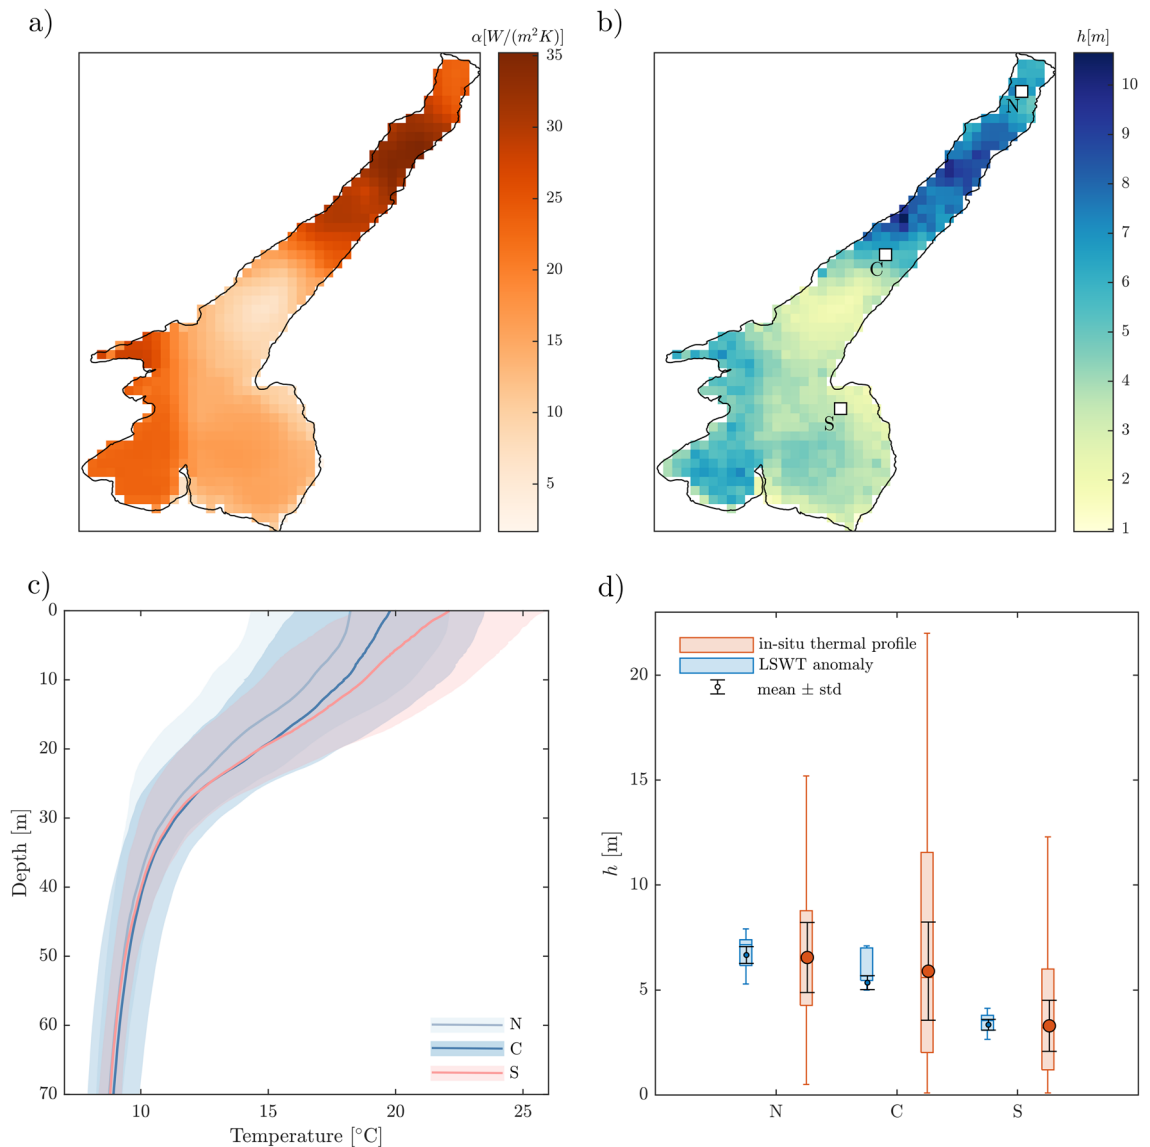 a)
α[W/(m²K)]
35
30
25
20
15
10
5
b)
h[m]
10
9
8
7
6
5
4
3
2
1
N
C
S
c)
0
10
20
30
40
50
60
70
Depth [m]
10
15
20
25
Temperature [°C]
N
C
S
d)
in-situ thermal profile
LSWT anomaly
mean ± std
20
15
10
5
0
h [m]
N
C
S